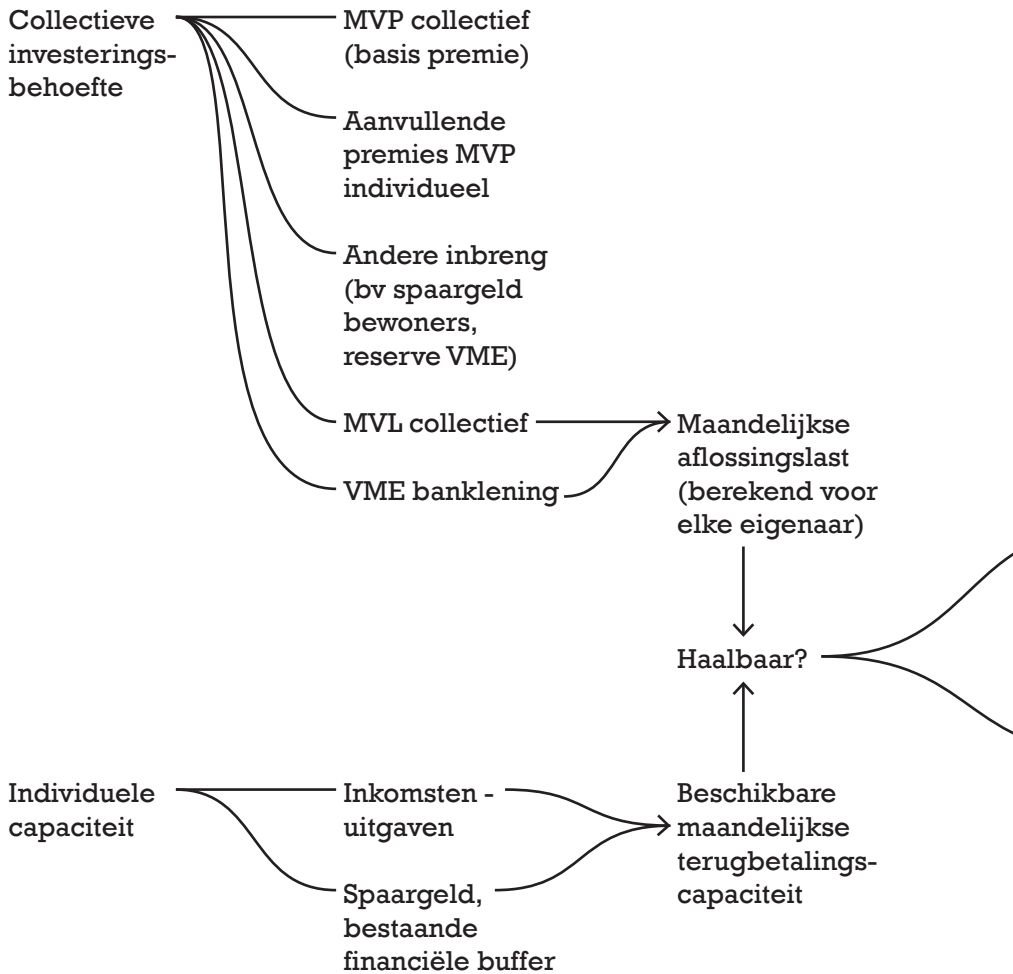 Collectieve
investerings-
behoefte
MVP collectief
(basis premie)
Aanvullende
premies MVP
individueel
Andere inbreng
(bv spaargeld
bewoners,
reserve VME)
MVL collectief
VME banklening
Maandelijkse
aflossingslast
(berekend voor
elke eigenaar)
Haalbaar?
Individuele
capaciteit
Inkomsten -
uitgaven
Spaargeld,
bestaande
financiële buffer
Beschikbare
maandelijkse
terugbetalings-
capaciteit